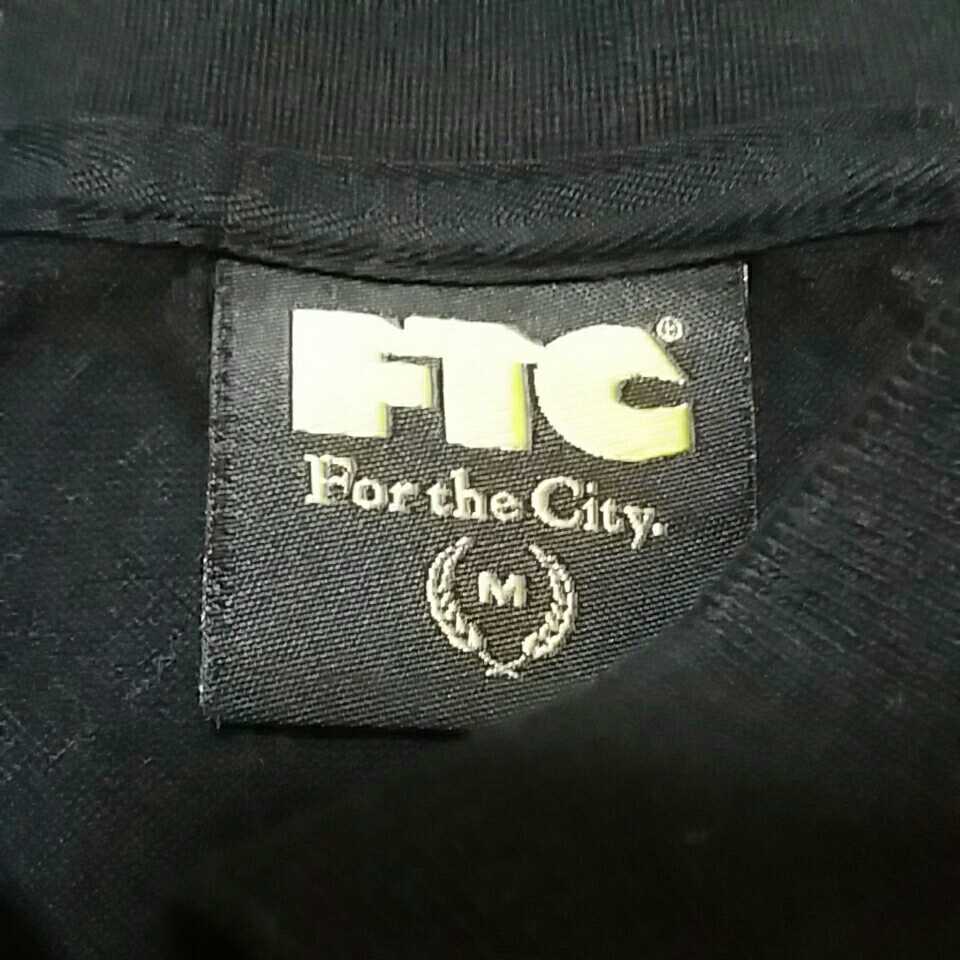 FTC®
For the City.
M